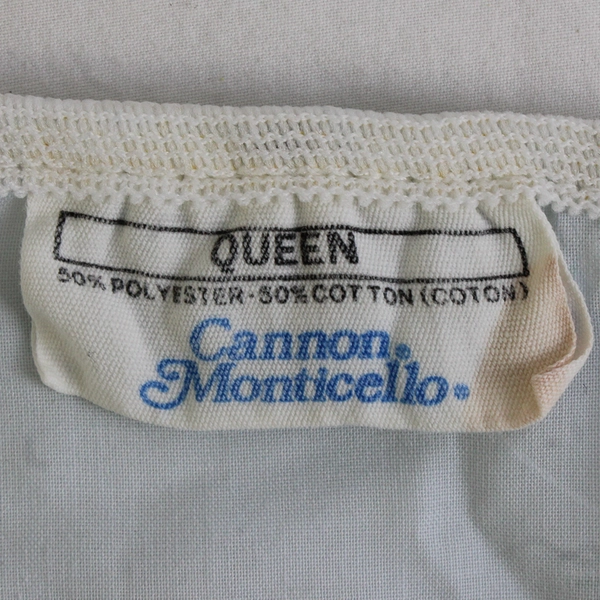 QUEEN
50% POLYESTER-50% COTTON (COTON)
Cannon®
Monticello®